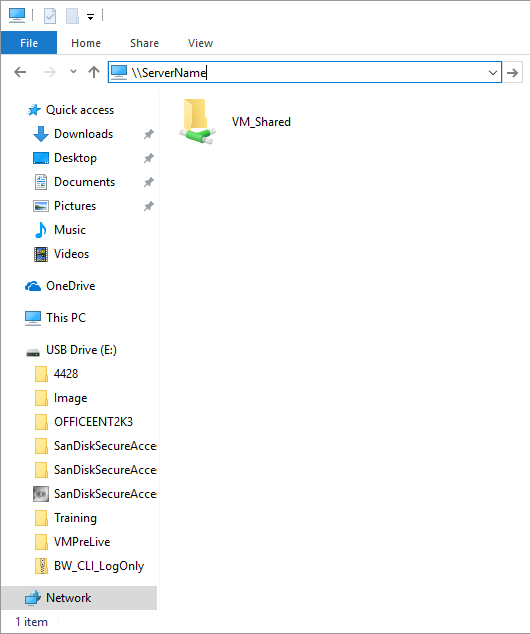 File
Home
Share
View
\\ServerName
Quick access
Downloads
Desktop
Documents
Pictures
Music
Videos
OneDrive
This PC
USB Drive (E:)
4428
Image
OFFICEENT2K3
SanDiskSecureAcce
SanDiskSecureAcce
SanDiskSecureAcce
Training
VMPreLive
BW_CLI_LogOnly
Network
VM_Shared
1 item